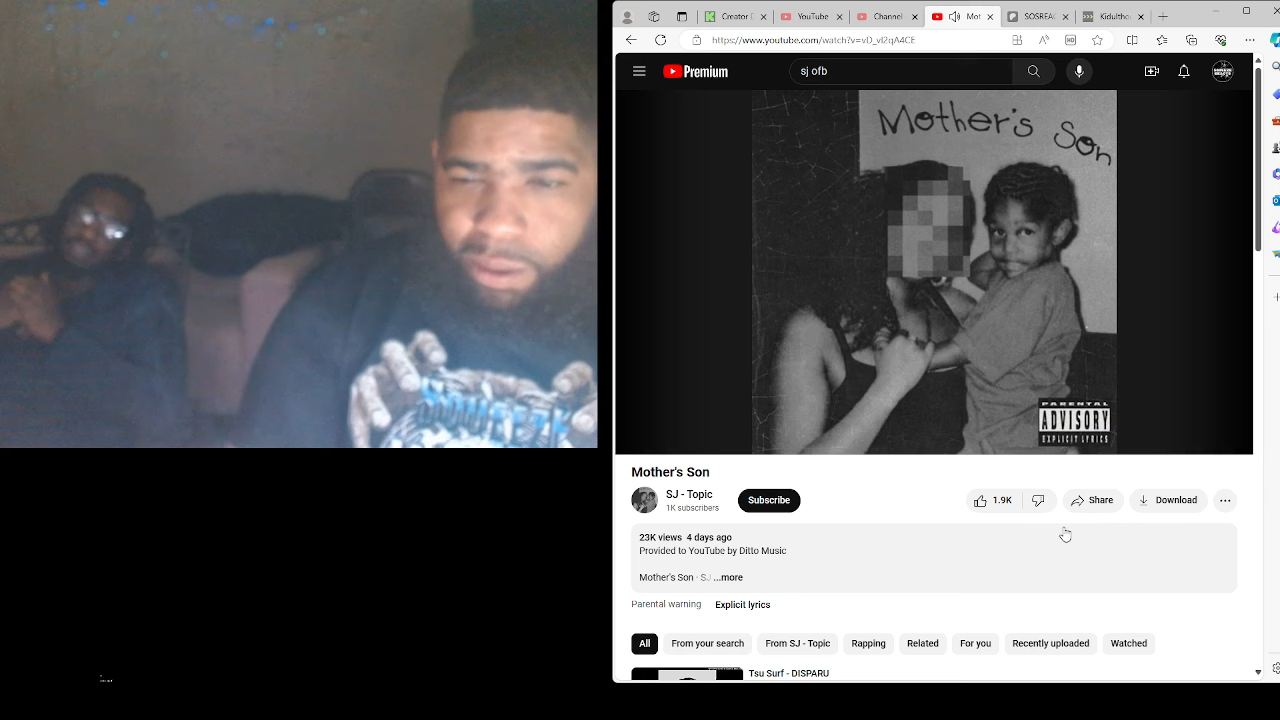 Creator D
YouTube
Channel
Mot
SOSREAC
Kidultho
https://www.youtube.com/watch?v=vD_vI2qA4CE
Premium
sj ofb
Mother's Son
PARENTAL
ADVISORY
EXPLICIT LYRICS
Mother's Son
SJ - Topic
1K subscribers
Subscribe
1.9K
Share
Download
23K views 4 days ago
Provided to YouTube by Ditto Music
Mother's Son · SJ ...more
Parental warning Explicit lyrics
All
From your search
From SJ - Topic
Rapping
Related
For you
Recently uploaded
Watched
Tsu Surf - DISPARU